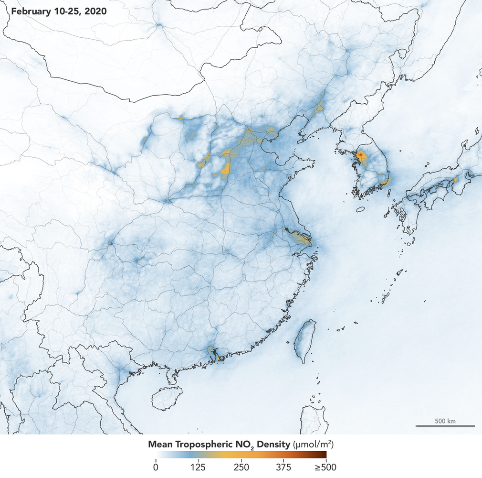 February 10-25, 2020
500 km
Mean Tropospheric NO₂ Density (μmol/m²)
0 125 250 375 ≥500